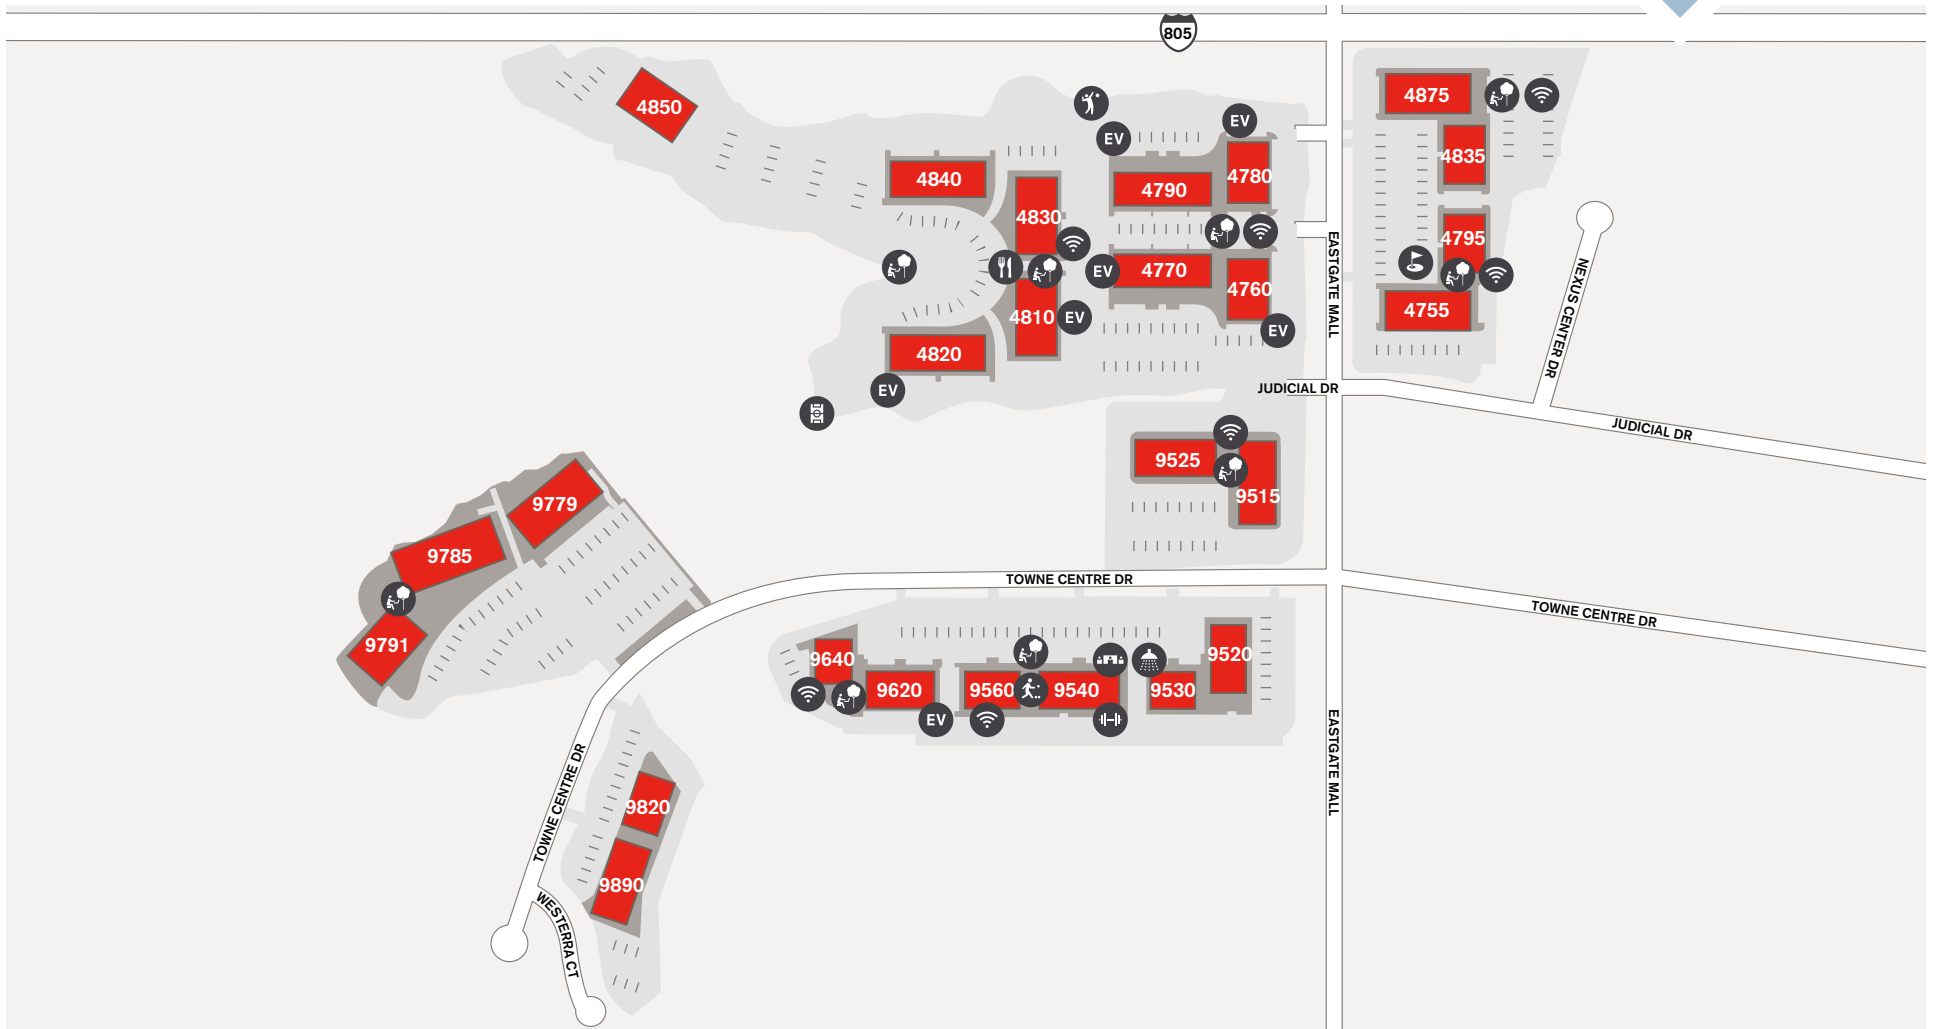 805
4850
4875
4835
4840
4830
EV
EV
4790
4780
4795
4770
EV
4760
4755
4810
EV
EV
4820
EV
EASTGATE MALL
NEXUS CENTER DR
JUDICIAL DR
JUDICIAL DR
9525
9515
9779
9785
9791
TOWNE CENTRE DR
TOWNE CENTRE DR
9640
9620
9560
9540
9530
9520
EV
EASTGATE MALL
TOWNE CENTRE DR
9820
9890
WESTERRA CT